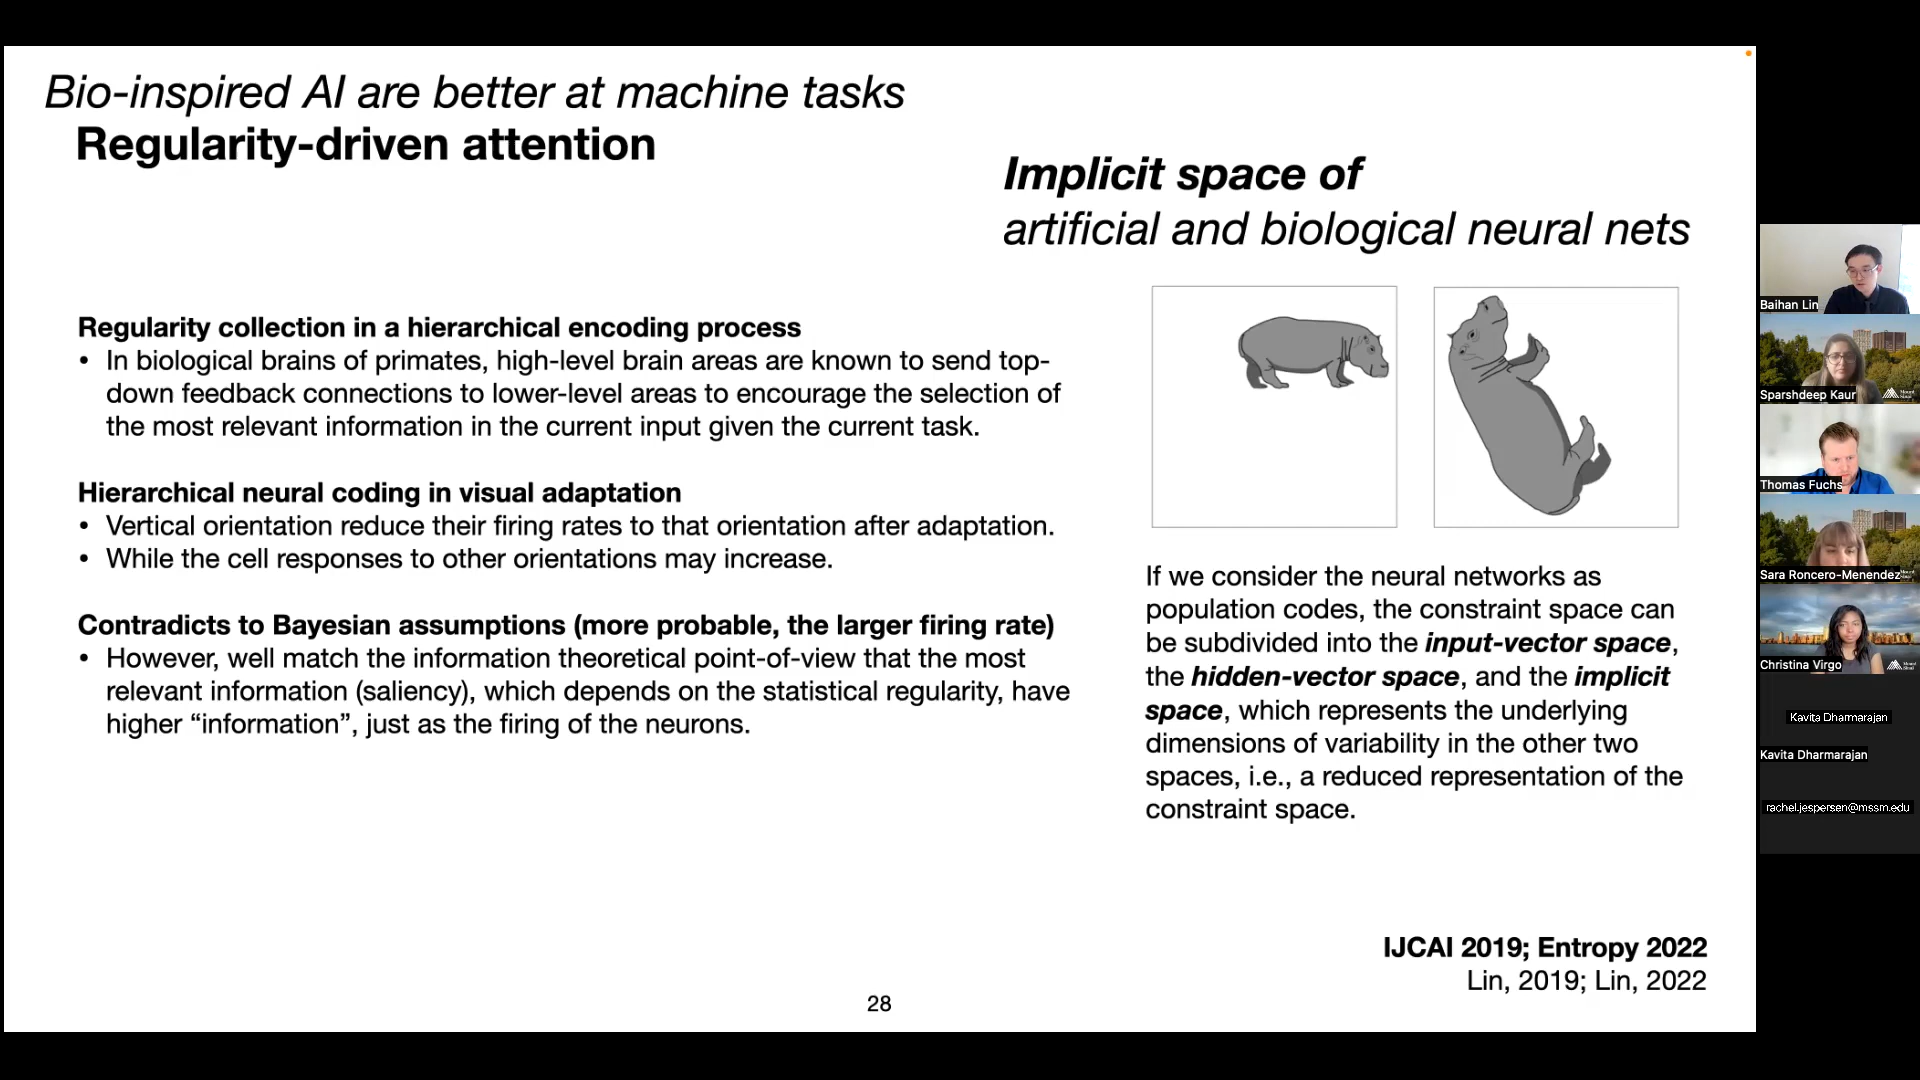 Bio-inspired AI are better at machine tasks
Regularity-driven attention
Implicit space of
artificial and biological neural nets
Regularity collection in a hierarchical encoding process
• In biological brains of primates, high-level brain areas are known to send top-
down feedback connections to lower-level areas to encourage the selection of
the most relevant information in the current input given the current task.
Hierarchical neural coding in visual adaptation
• Vertical orientation reduce their firing rates to that orientation after adaptation.
• While the cell responses to other orientations may increase.
Contradicts to Bayesian assumptions (more probable, the larger firing rate)
• However, well match the information theoretical point-of-view that the most
relevant information (saliency), which depends on the statistical regularity, have
higher “information”, just as the firing of the neurons.
If we consider the neural networks as
population codes, the constraint space can
be subdivided into the input-vector space,
the hidden-vector space, and the implicit
space, which represents the underlying
dimensions of variability in the other two
spaces, i.e., a reduced representation of the
constraint space.
IJCAI 2019; Entropy 2022
Lin, 2019; Lin, 2022
28
Baihan Lin
Sparshdeep Kaur
Thomas Fuchs
Sara Roncero-Menendez
Christina Virgo
Kavita Dharmarajan
Kavita Dharmarajan
rachel.jespersen@mssm.edu